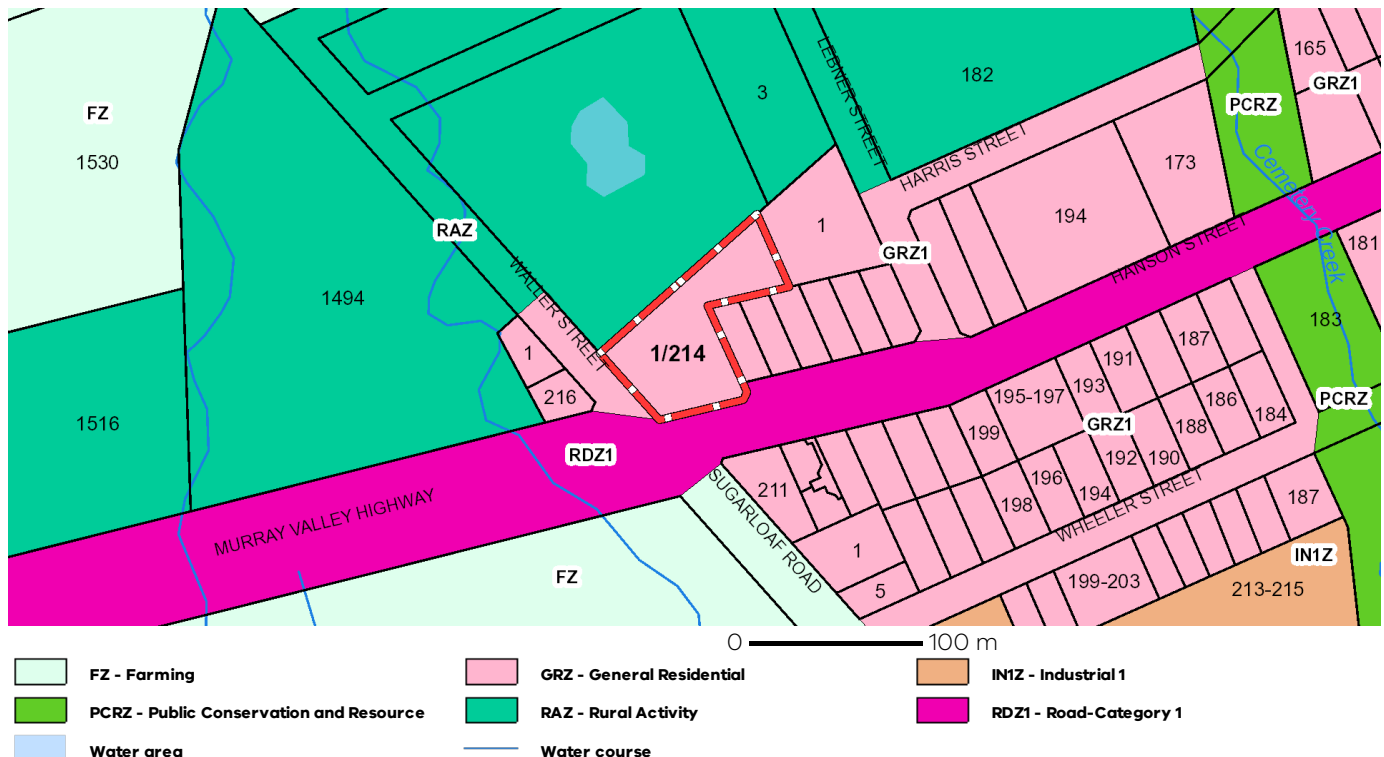 165
GRZ1
LEBNER STREET
182
3
PCRZ
FZ
1530
HARRIS STREET
173
Cemetery Creek
RAZ
1
194
GRZ1
HANSON STREET
181
WALLER STREET
1494
183
1
1/214
187
191
193
195-197
216
186
PCRZ
184
1516
199
GRZ1
188
RDZ1
192
190
211
196
194
198
187
SUGARLOAF ROAD
WHEELER STREET
MURRAY VALLEY HIGHWAY
1
IN1Z
FZ
5
199-203
213-215
0 100 m
FZ - Farming
GRZ - General Residential
IN1Z - Industrial 1
PCRZ - Public Conservation and Resource
RAZ - Rural Activity
RDZ1 - Road-Category 1
Water area
Water course